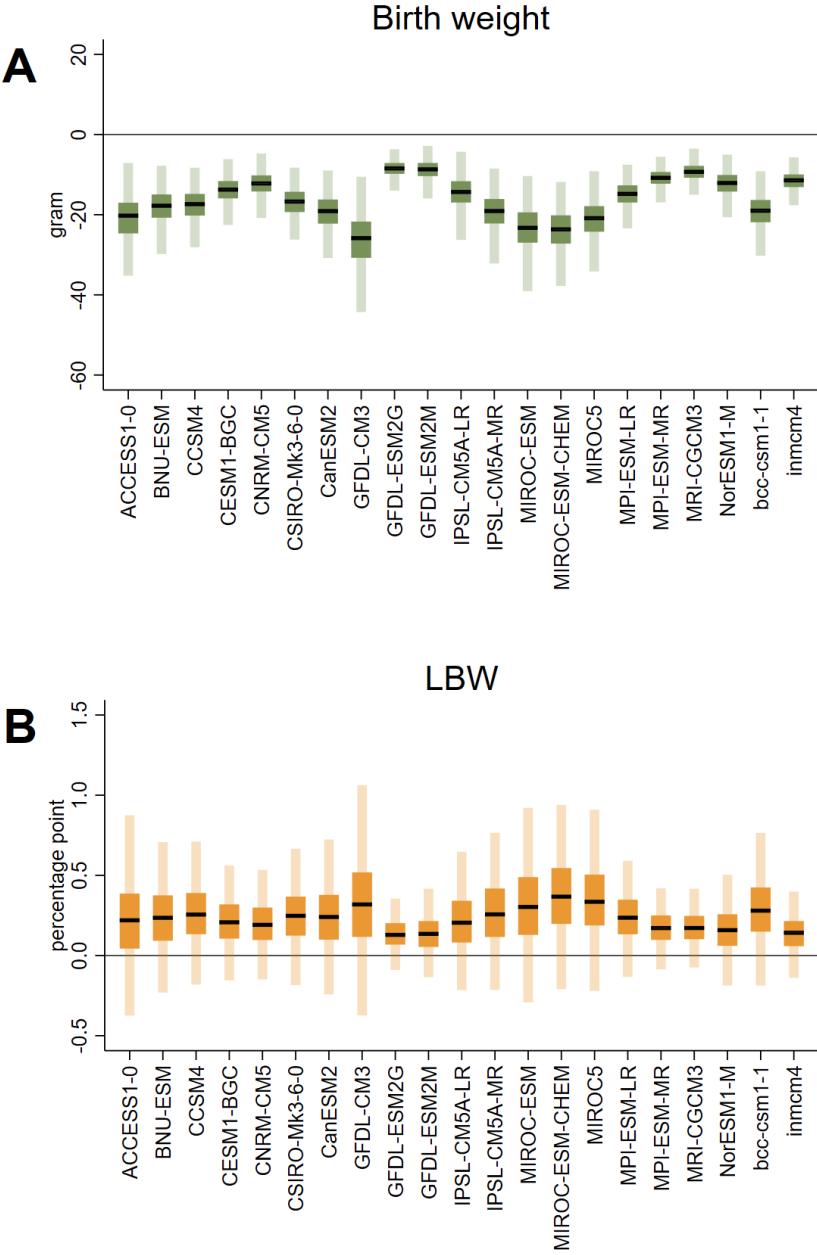 Birth weight
A
20
0
-20
-40
-60
gram
ACCESS1-0
BNU-ESM
CCSM4
CESM1-BGC
CNRM-CM5
CSIRO-Mk3-6-0
CanESM2
GFDL-CM3
GFDL-ESM2G
GFDL-ESM2M
IPSL-CM5A-LR
IPSL-CM5A-MR
MIROC-ESM
MIROC-ESM-CHEM
MIROC5
MPI-ESM-LR
MPI-ESM-MR
MRI-CGCM3
NorESM1-M
bcc-csm1-1
inmcm4
LBW
B
1.5
1.0
0.5
0.0
-0.5
percentage point
ACCESS1-0
BNU-ESM
CCSM4
CESM1-BGC
CNRM-CM5
CSIRO-Mk3-6-0
CanESM2
GFDL-CM3
GFDL-ESM2G
GFDL-ESM2M
IPSL-CM5A-LR
IPSL-CM5A-MR
MIROC-ESM
MIROC-ESM-CHEM
MIROC5
MPI-ESM-LR
MPI-ESM-MR
MRI-CGCM3
NorESM1-M
bcc-csm1-1
inmcm4